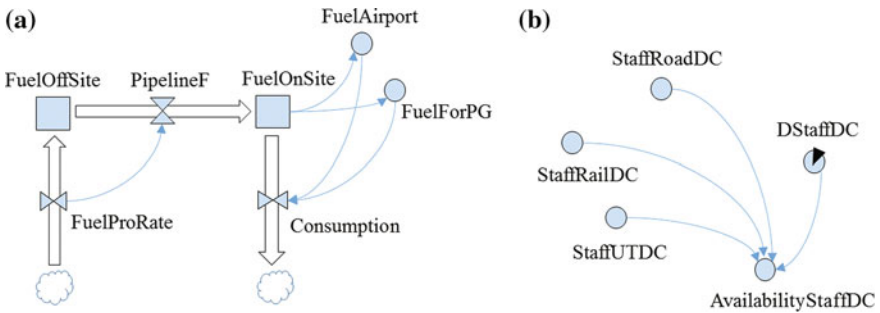 (a)
FuelAirport
FuelOffSite
PipelineF
FuelOnSite
FuelForPG
FuelProRate
Consumption
(b)
StaffRoadDC
DStaffDC
StaffRailDC
StaffUTDC
AvailabilityStaffDC